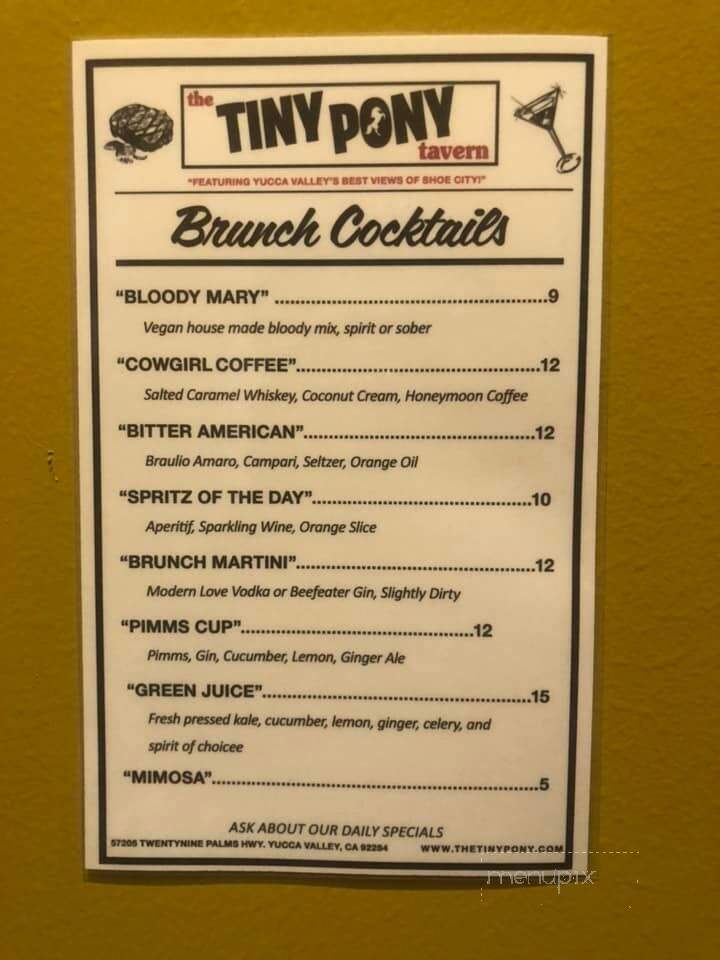 the
TINY PONY
tavern
"FEATURING YUCCA VALLEY'S BEST VIEWS OF SHOE CITY!"
Brunch Cocktails
"BLOODY MARY" ................................................9
Vegan house made bloody mix, spirit or sober
"COWGIRL COFFEE"...........................................12
Salted Caramel Whiskey, Coconut Cream, Honeymoon Coffee
"BITTER AMERICAN".........................................12
Braulio Amaro, Campari, Seltzer, Orange Oil
"SPRITZ OF THE DAY".......................................10
Aperitif, Sparkling Wine, Orange Slice
"BRUNCH MARTINI"..........................................12
Modern Love Vodka or Beefeater Gin, Slightly Dirty
"PIMMS CUP".........................................12
Pimms, Gin, Cucumber, Lemon, Ginger Ale
"GREEN JUICE"................................................15
Fresh pressed kale, cucumber, lemon, ginger, celery, and
spirit of choicee
"MIMOSA".........................................................5
ASK ABOUT OUR DAILY SPECIALS
57205 TWENTYNINE PALMS HWY. YUCCA VALLEY, CA 92284 WWW.THETINYPONY.COM
menupix